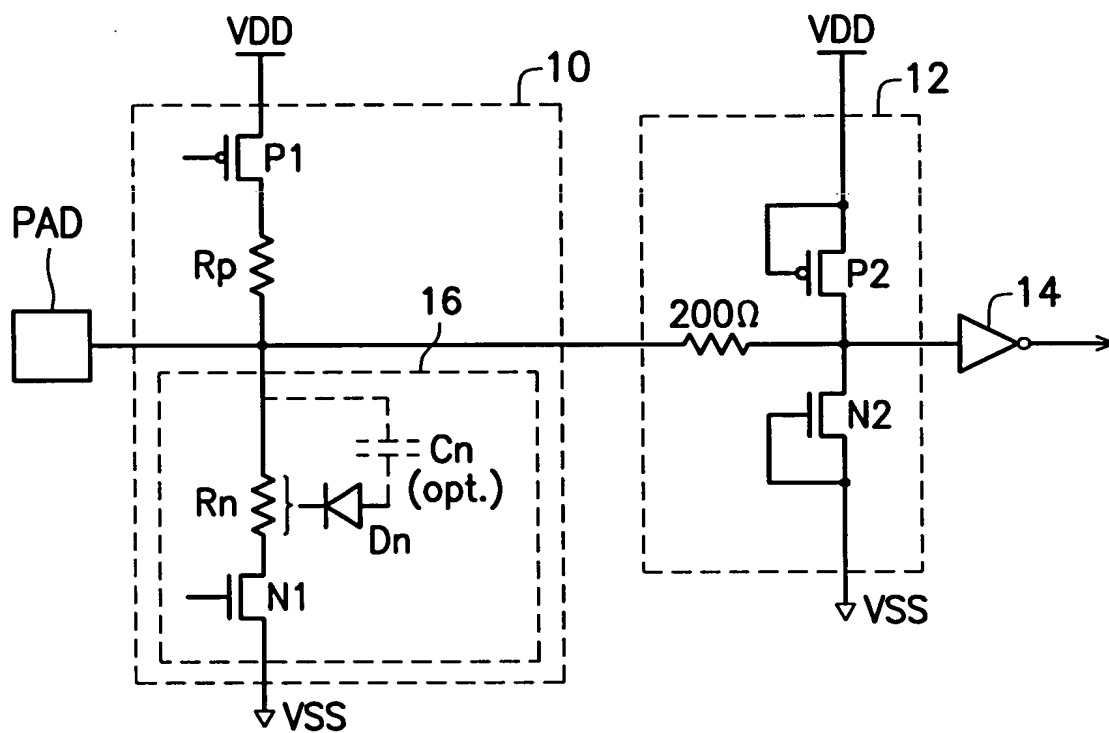 VDD
VDD
10
12
P1
PAD
Rp
P2
16
14
200Ω
N2
Cn
(opt.)
Rn
Dn
N1
VSS
VSS